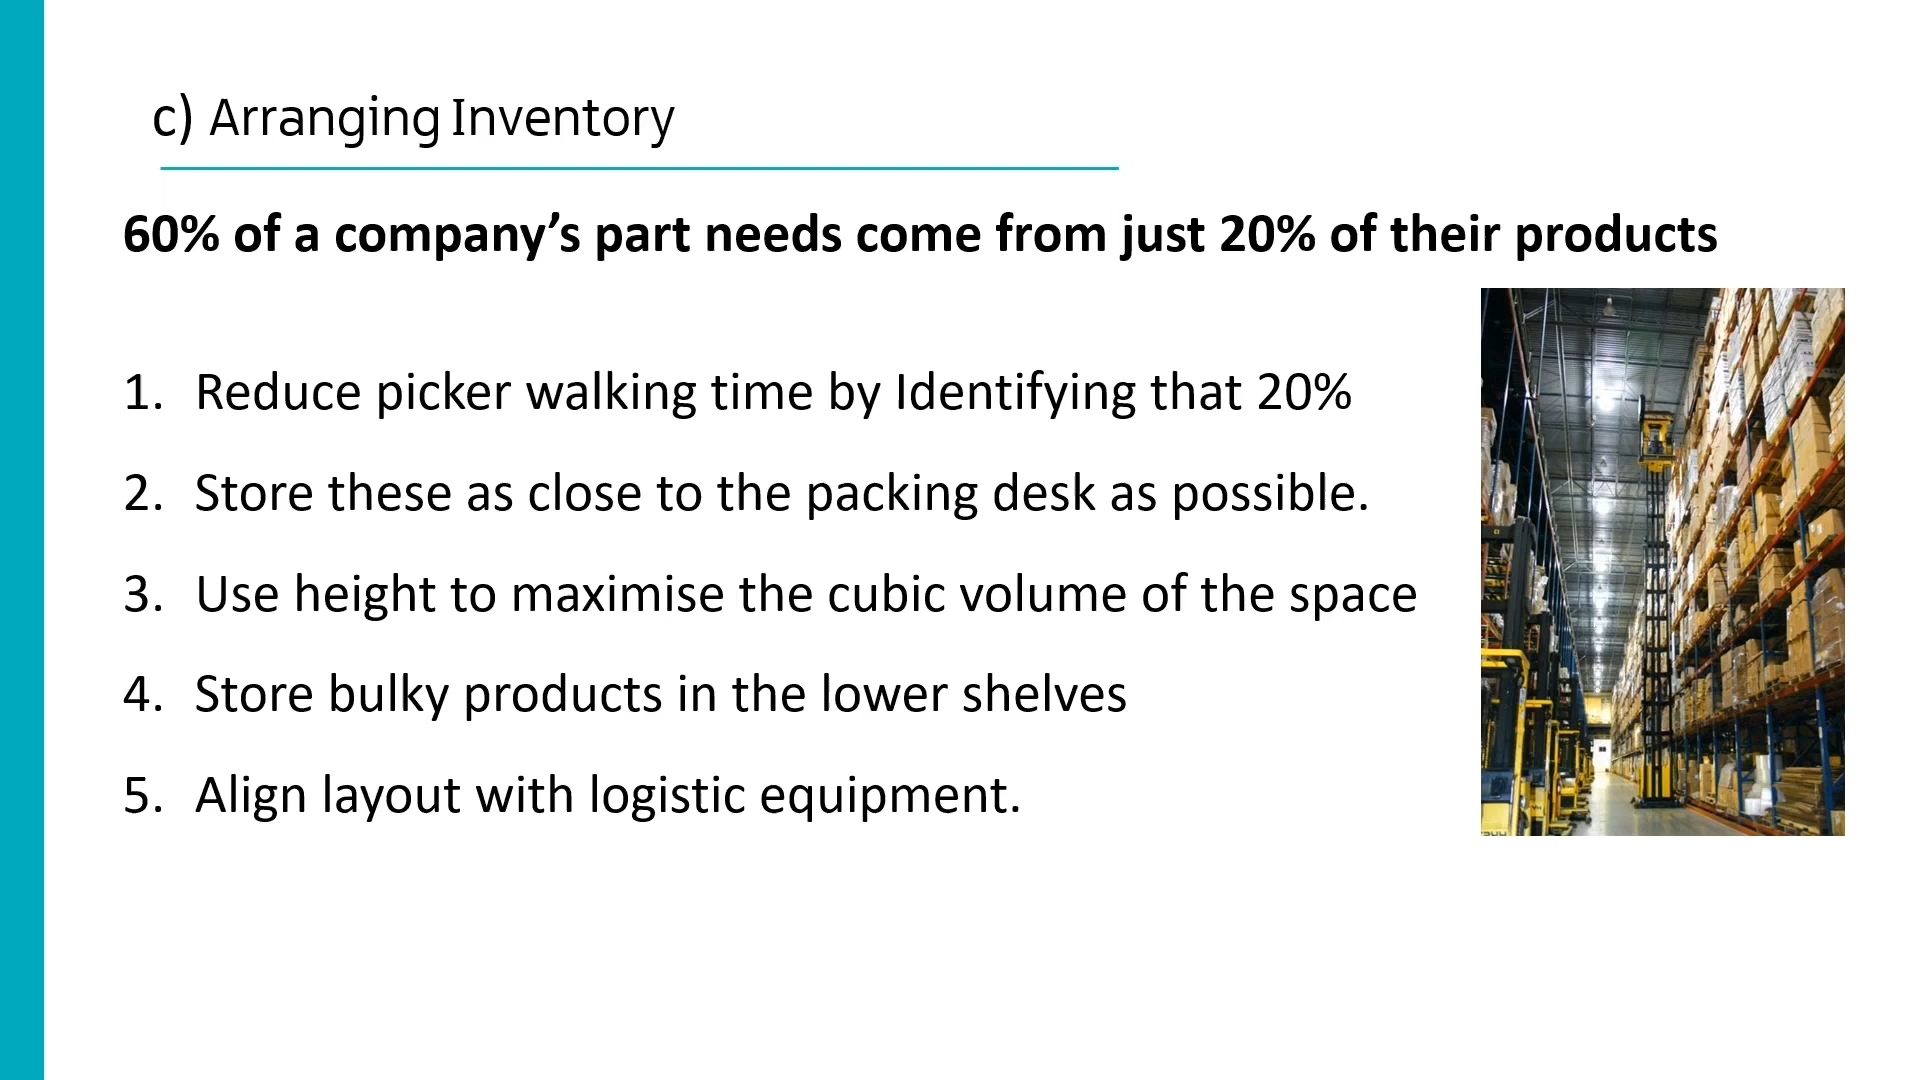 c) Arranging Inventory
60% of a company’s part needs come from just 20% of their products
1. Reduce picker walking time by Identifying that 20%
2. Store these as close to the packing desk as possible.
3. Use height to maximise the cubic volume of the space
4. Store bulky products in the lower shelves
5. Align layout with logistic equipment.